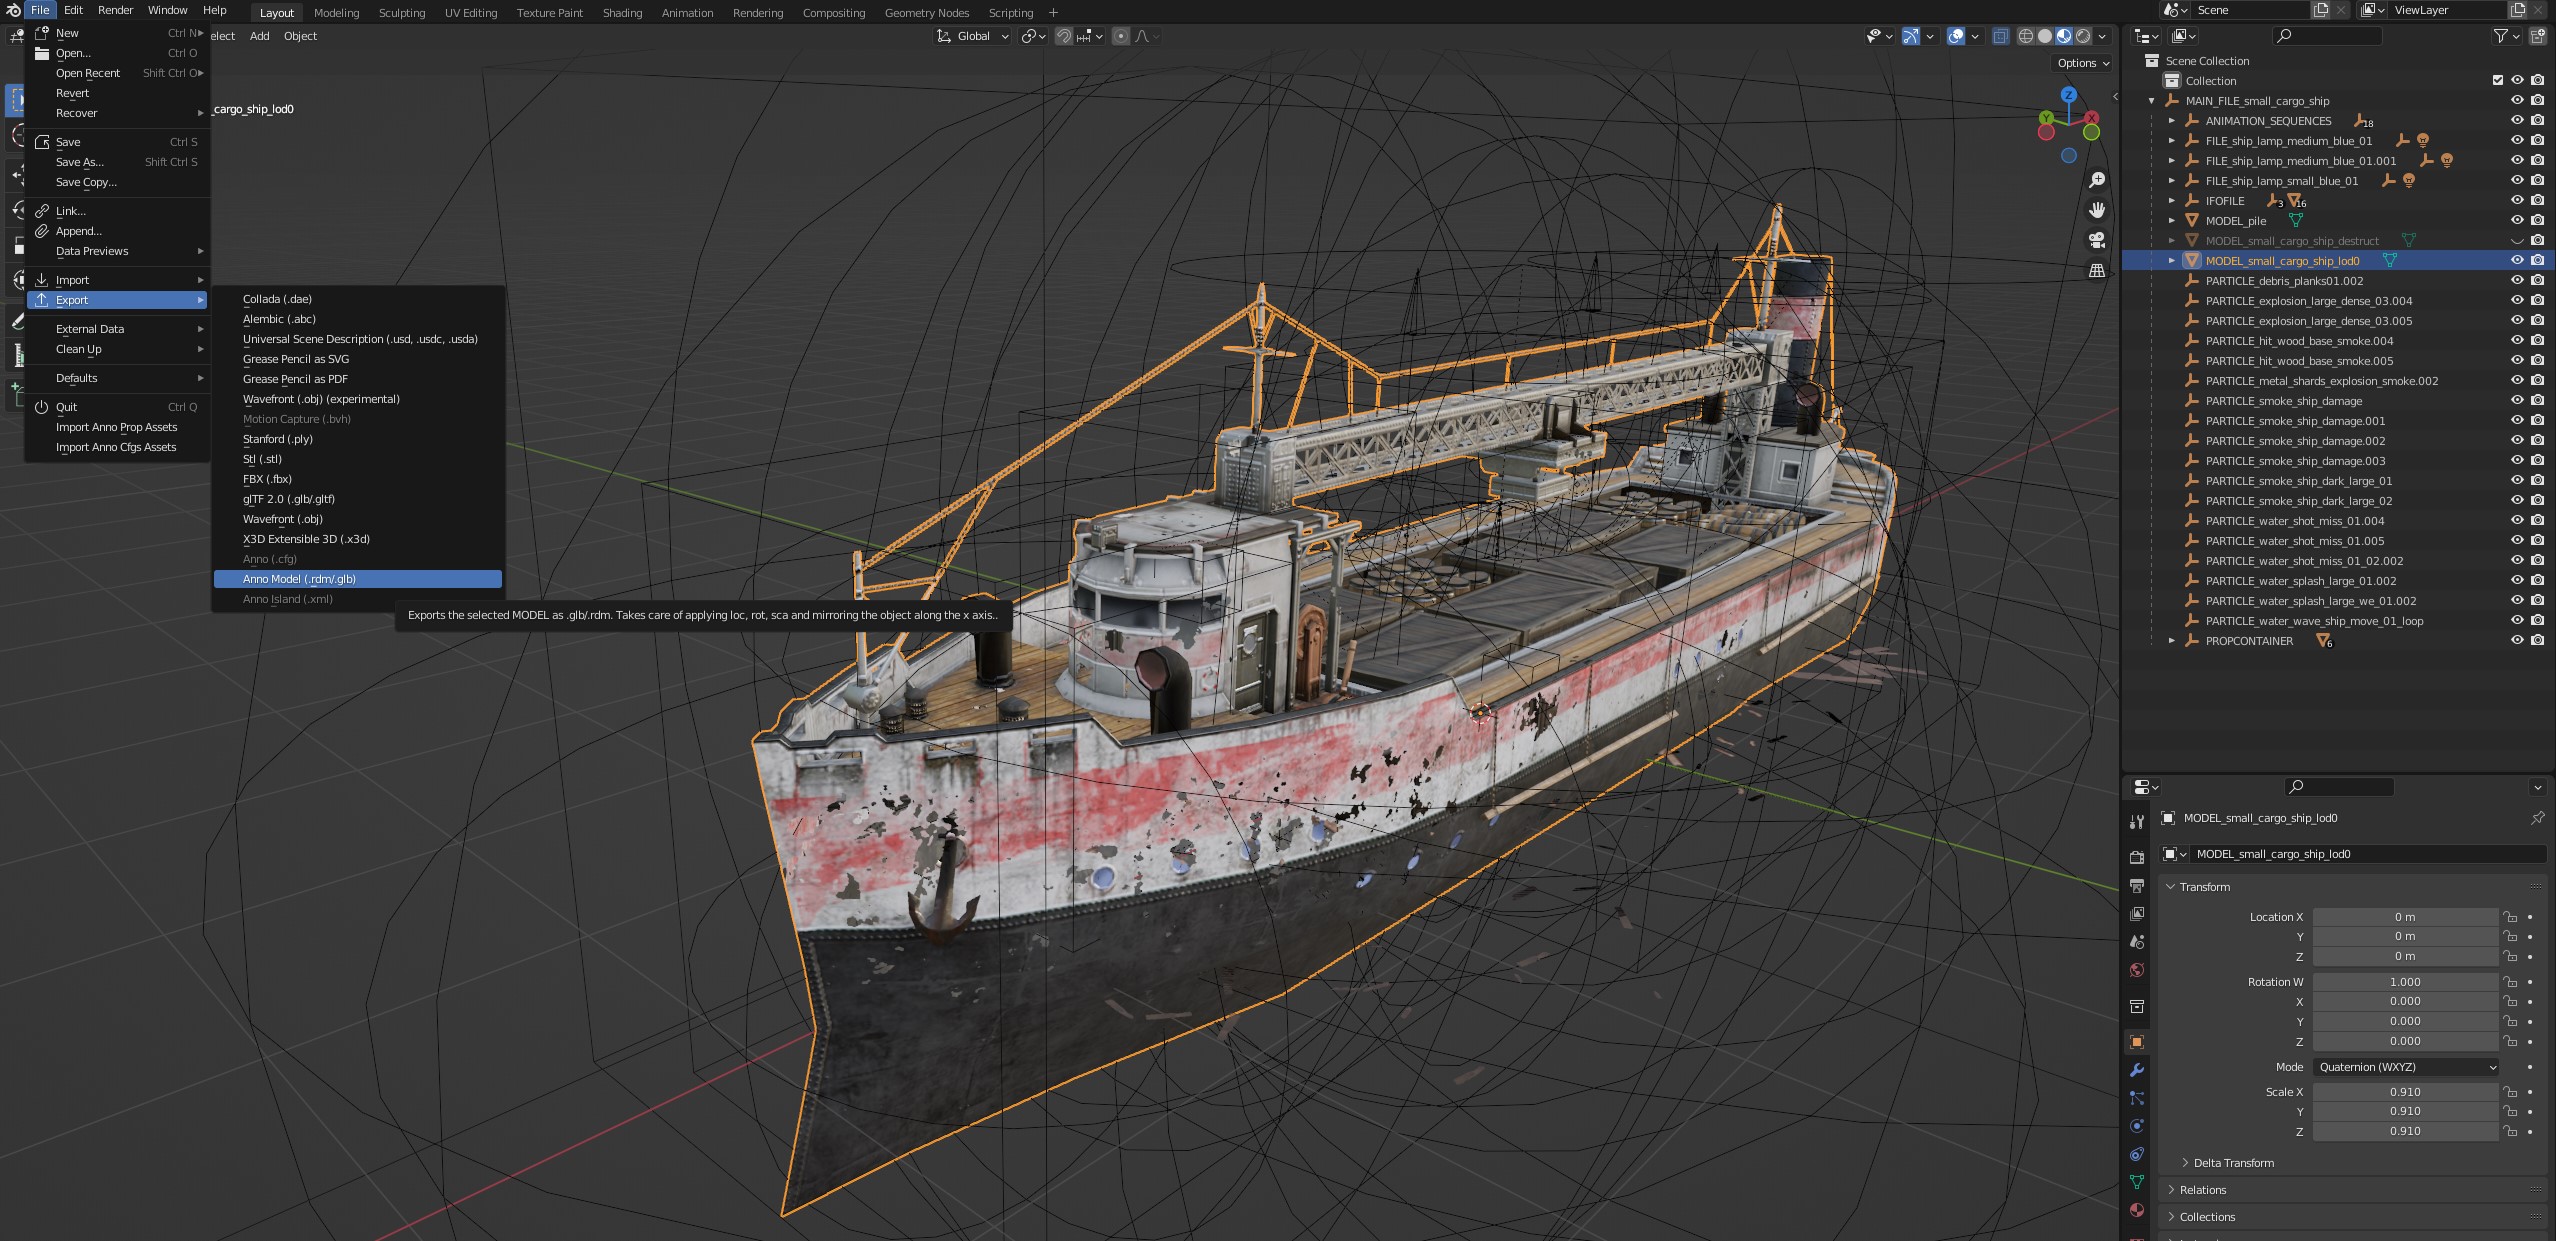 File Edit Render Window Help Layout Modeling Sculpting UV Editing Texture Paint Shading Animation Rendering Compositing Geometry Nodes Scripting + Scene ViewLayer
elect Add Object Global
Options
_cargo_ship_lod0
New Ctrl N
Open... Ctrl O
Open Recent Shift Ctrl O
Revert
Recover
Save Ctrl S
Save As... Shift Ctrl S
Save Copy...
Link...
Append...
Data Previews
Import
Export
External Data
Clean Up
Defaults
Quit Ctrl Q
Import Anno Prop Assets
Import Anno Cfgs Assets
Collada (.dae)
Alembic (.abc)
Universal Scene Description (.usd, .usdc, .usda)
Grease Pencil as SVG
Grease Pencil as PDF
Wavefront (.obj) (experimental)
Motion Capture (.bvh)
Stanford (.ply)
Stl (.stl)
FBX (.fbx)
glTF 2.0 (.glb/.gltf)
Wavefront (.obj)
X3D Extensible 3D (.x3d)
Anno (.cfg)
Anno Model (.rdm/.glb)
Anno Island (.xml)
Exports the selected MODEL as .glb/.rdm. Takes care of applying loc, rot, sca and mirroring the object along the x axis..
Z
Y
X
Scene Collection
Collection
MAIN_FILE_small_cargo_ship
ANIMATION_SEQUENCES 18
FILE_ship_lamp_medium_blue_01
FILE_ship_lamp_medium_blue_01.001
FILE_ship_lamp_small_blue_01
IFOFILE 3 16
MODEL_pile
MODEL_small_cargo_ship_destruct
MODEL_small_cargo_ship_lod0
PARTICLE_debris_planks01.002
PARTICLE_explosion_large_dense_03.004
PARTICLE_explosion_large_dense_03.005
PARTICLE_hit_wood_base_smoke.004
PARTICLE_hit_wood_base_smoke.005
PARTICLE_metal_shards_explosion_smoke.002
PARTICLE_smoke_ship_damage
PARTICLE_smoke_ship_damage.001
PARTICLE_smoke_ship_damage.002
PARTICLE_smoke_ship_damage.003
PARTICLE_smoke_ship_dark_large_01
PARTICLE_smoke_ship_dark_large_02
PARTICLE_water_shot_miss_01.004
PARTICLE_water_shot_miss_01.005
PARTICLE_water_shot_miss_01_02.002
PARTICLE_water_splash_large_01.002
PARTICLE_water_splash_large_we_01.002
PARTICLE_water_wave_ship_move_01_loop
PROPCONTAINER 6
MODEL_small_cargo_ship_lod0
MODEL_small_cargo_ship_lod0
Transform
Location X 0 m
Y 0 m
Z 0 m
Rotation W 1.000
X 0.000
Y 0.000
Z 0.000
Mode Quaternion (WXYZ)
Scale X 0.910
Y 0.910
Z 0.910
Delta Transform
Relations
Collections